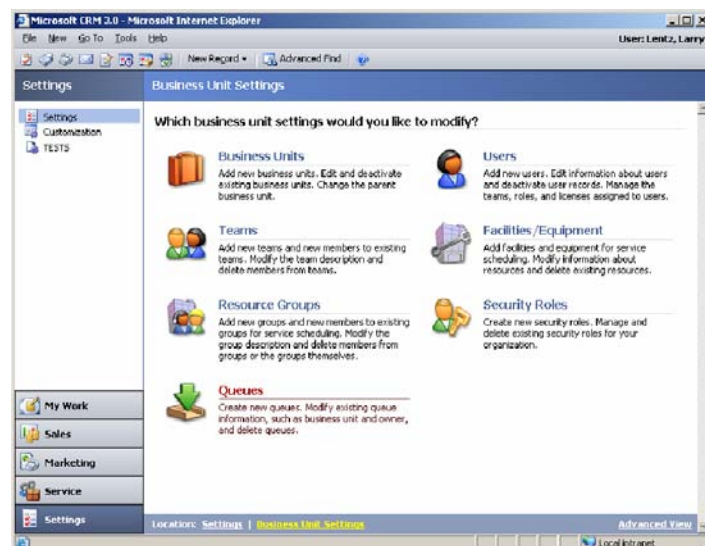 Microsoft CRM 3.0 - Microsoft Internet Explorer
File New Go To Tools Help
User: Lentz, Larry
New Record
Advanced Find
Settings
Business Unit Settings
Settings
Customization
TESTS
Which business unit settings would you like to modify?
Business Units
Add new business units. Edit and deactivate
existing business units. Change the parent
business unit.
Users
Add new users. Edit information about users
and deactivate user records. Manage the
teams, roles, and licenses assigned to users.
Teams
Add new teams and new members to existing
teams. Modify the team description and
delete members from teams.
Facilities/Equipment
Add facilities and equipment for service
scheduling. Modify information about
resources and delete existing resources.
Resource Groups
Add new groups and new members to existing
groups for service scheduling. Modify the
group description and delete members from
groups or the groups themselves.
Security Roles
Create new security roles. Manage and
delete existing security roles for your
organization.
Queues
Create new queues. Modify existing queue
information, such as business unit and owner,
and delete queues.
My Work
Sales
Marketing
Service
Settings
Location: Settings | Business Unit Settings
Advanced View
Local intranet